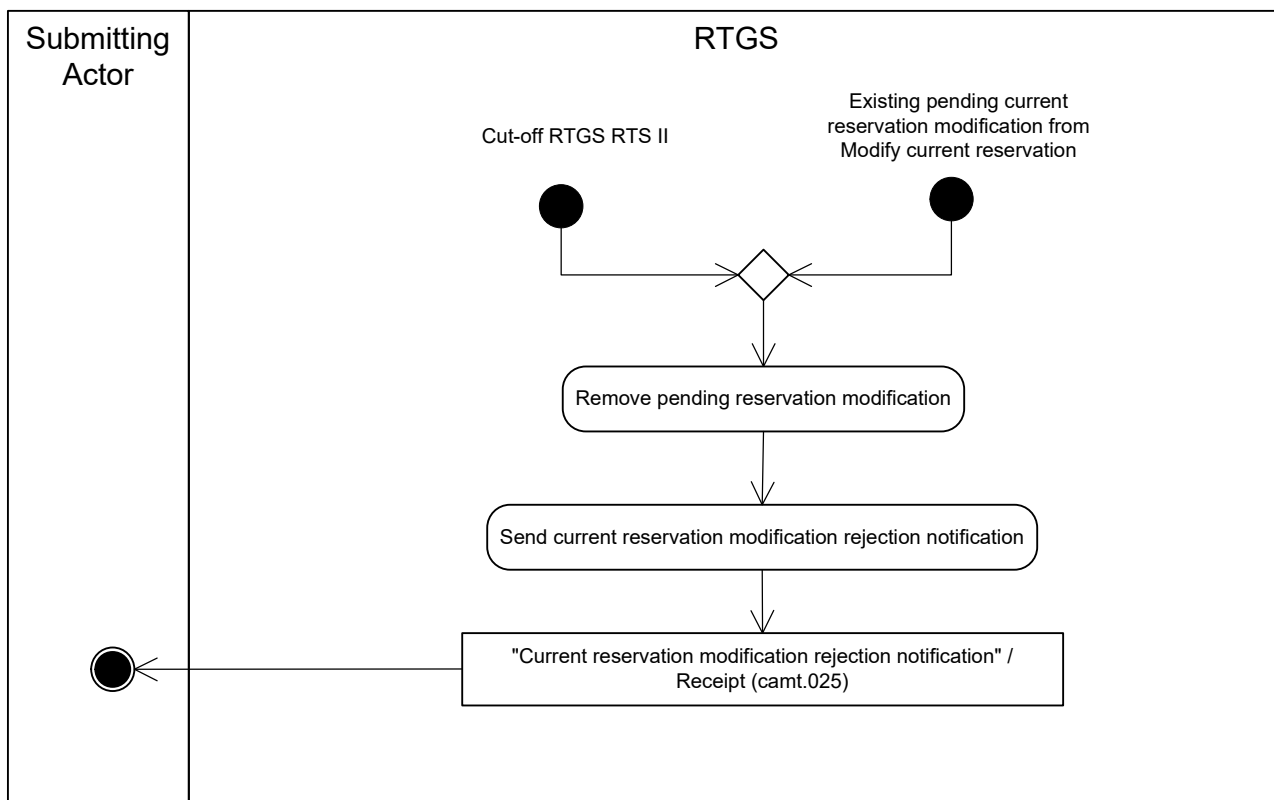 Submitting
Actor
RTGS
Cut-off RTGS RTS II
Existing pending current
reservation modification from
Modify current reservation
Remove pending reservation modification
Send current reservation modification rejection notification
"Current reservation modification rejection notification" /
Receipt (camt.025)